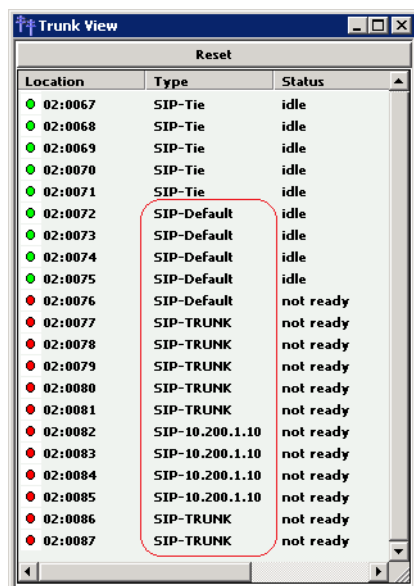 Trunk View
Reset
Location Type Status
02:0067 SIP-Tie idle
02:0068 SIP-Tie idle
02:0069 SIP-Tie idle
02:0070 SIP-Tie idle
02:0071 SIP-Tie idle
02:0072 SIP-Default idle
02:0073 SIP-Default idle
02:0074 SIP-Default idle
02:0075 SIP-Default idle
02:0076 SIP-Default not ready
02:0077 SIP-TRUNK not ready
02:0078 SIP-TRUNK not ready
02:0079 SIP-TRUNK not ready
02:0080 SIP-TRUNK not ready
02:0081 SIP-TRUNK not ready
02:0082 SIP-10.200.1.10 not ready
02:0083 SIP-10.200.1.10 not ready
02:0084 SIP-10.200.1.10 not ready
02:0085 SIP-10.200.1.10 not ready
02:0086 SIP-TRUNK not ready
02:0087 SIP-TRUNK not ready